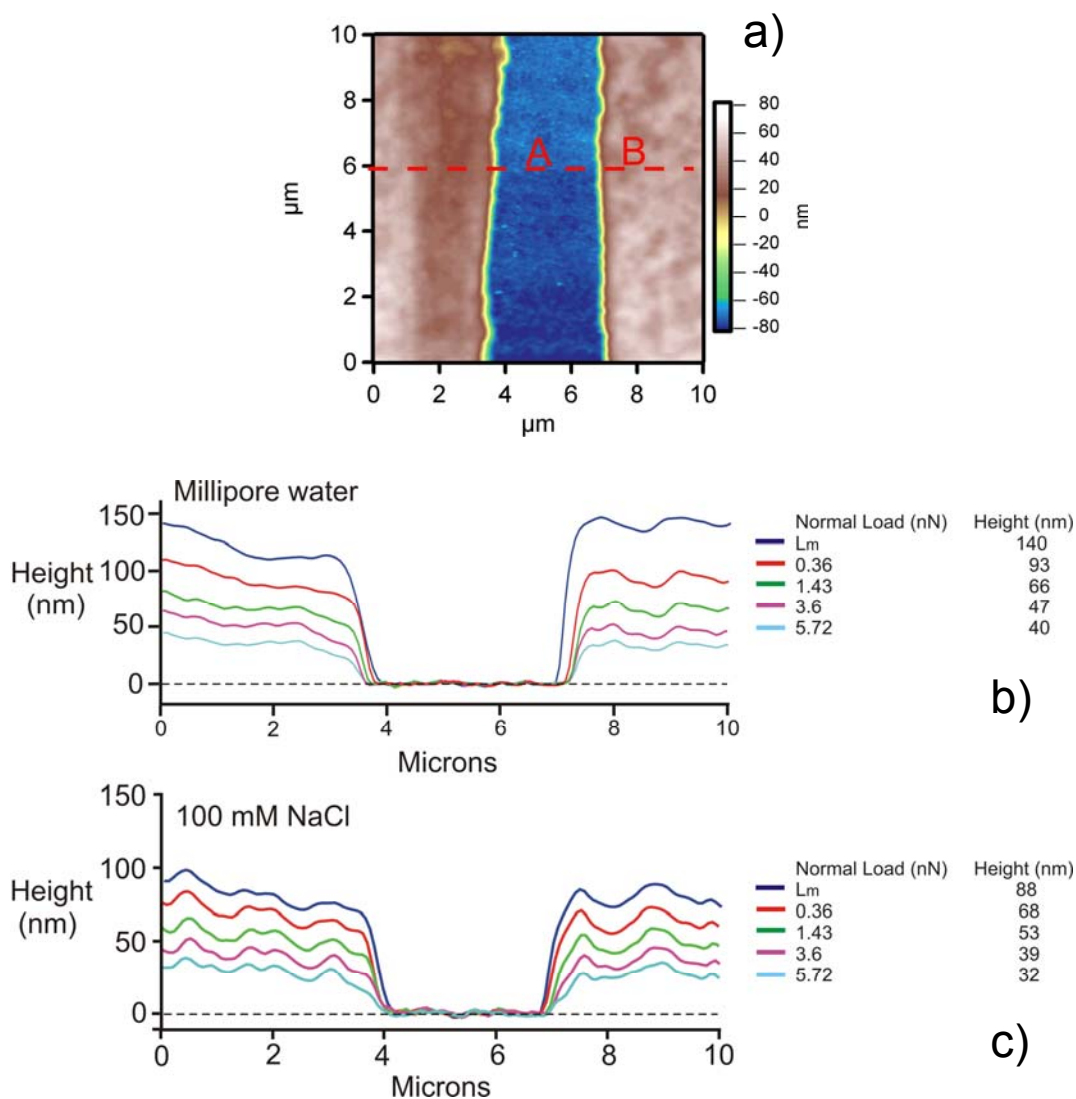 a)
10
8
6
4
2
0
µm
A B
80
60
40
20
0
-20
-40
-60
-80
nm
0 2 4 6 8 10
µm
Millipore water
150
100
50
0
Height
(nm)
0 2 4 6 8 10
Microns
Normal Load (nN) Height (nm)
Lm 140
0.36 93
1.43 66
3.6 47
5.72 40
b)
100 mM NaCl
150
100
50
0
Height
(nm)
0 2 4 6 8 10
Microns
Normal Load (nN) Height (nm)
Lm 88
0.36 68
1.43 53
3.6 39
5.72 32
c)